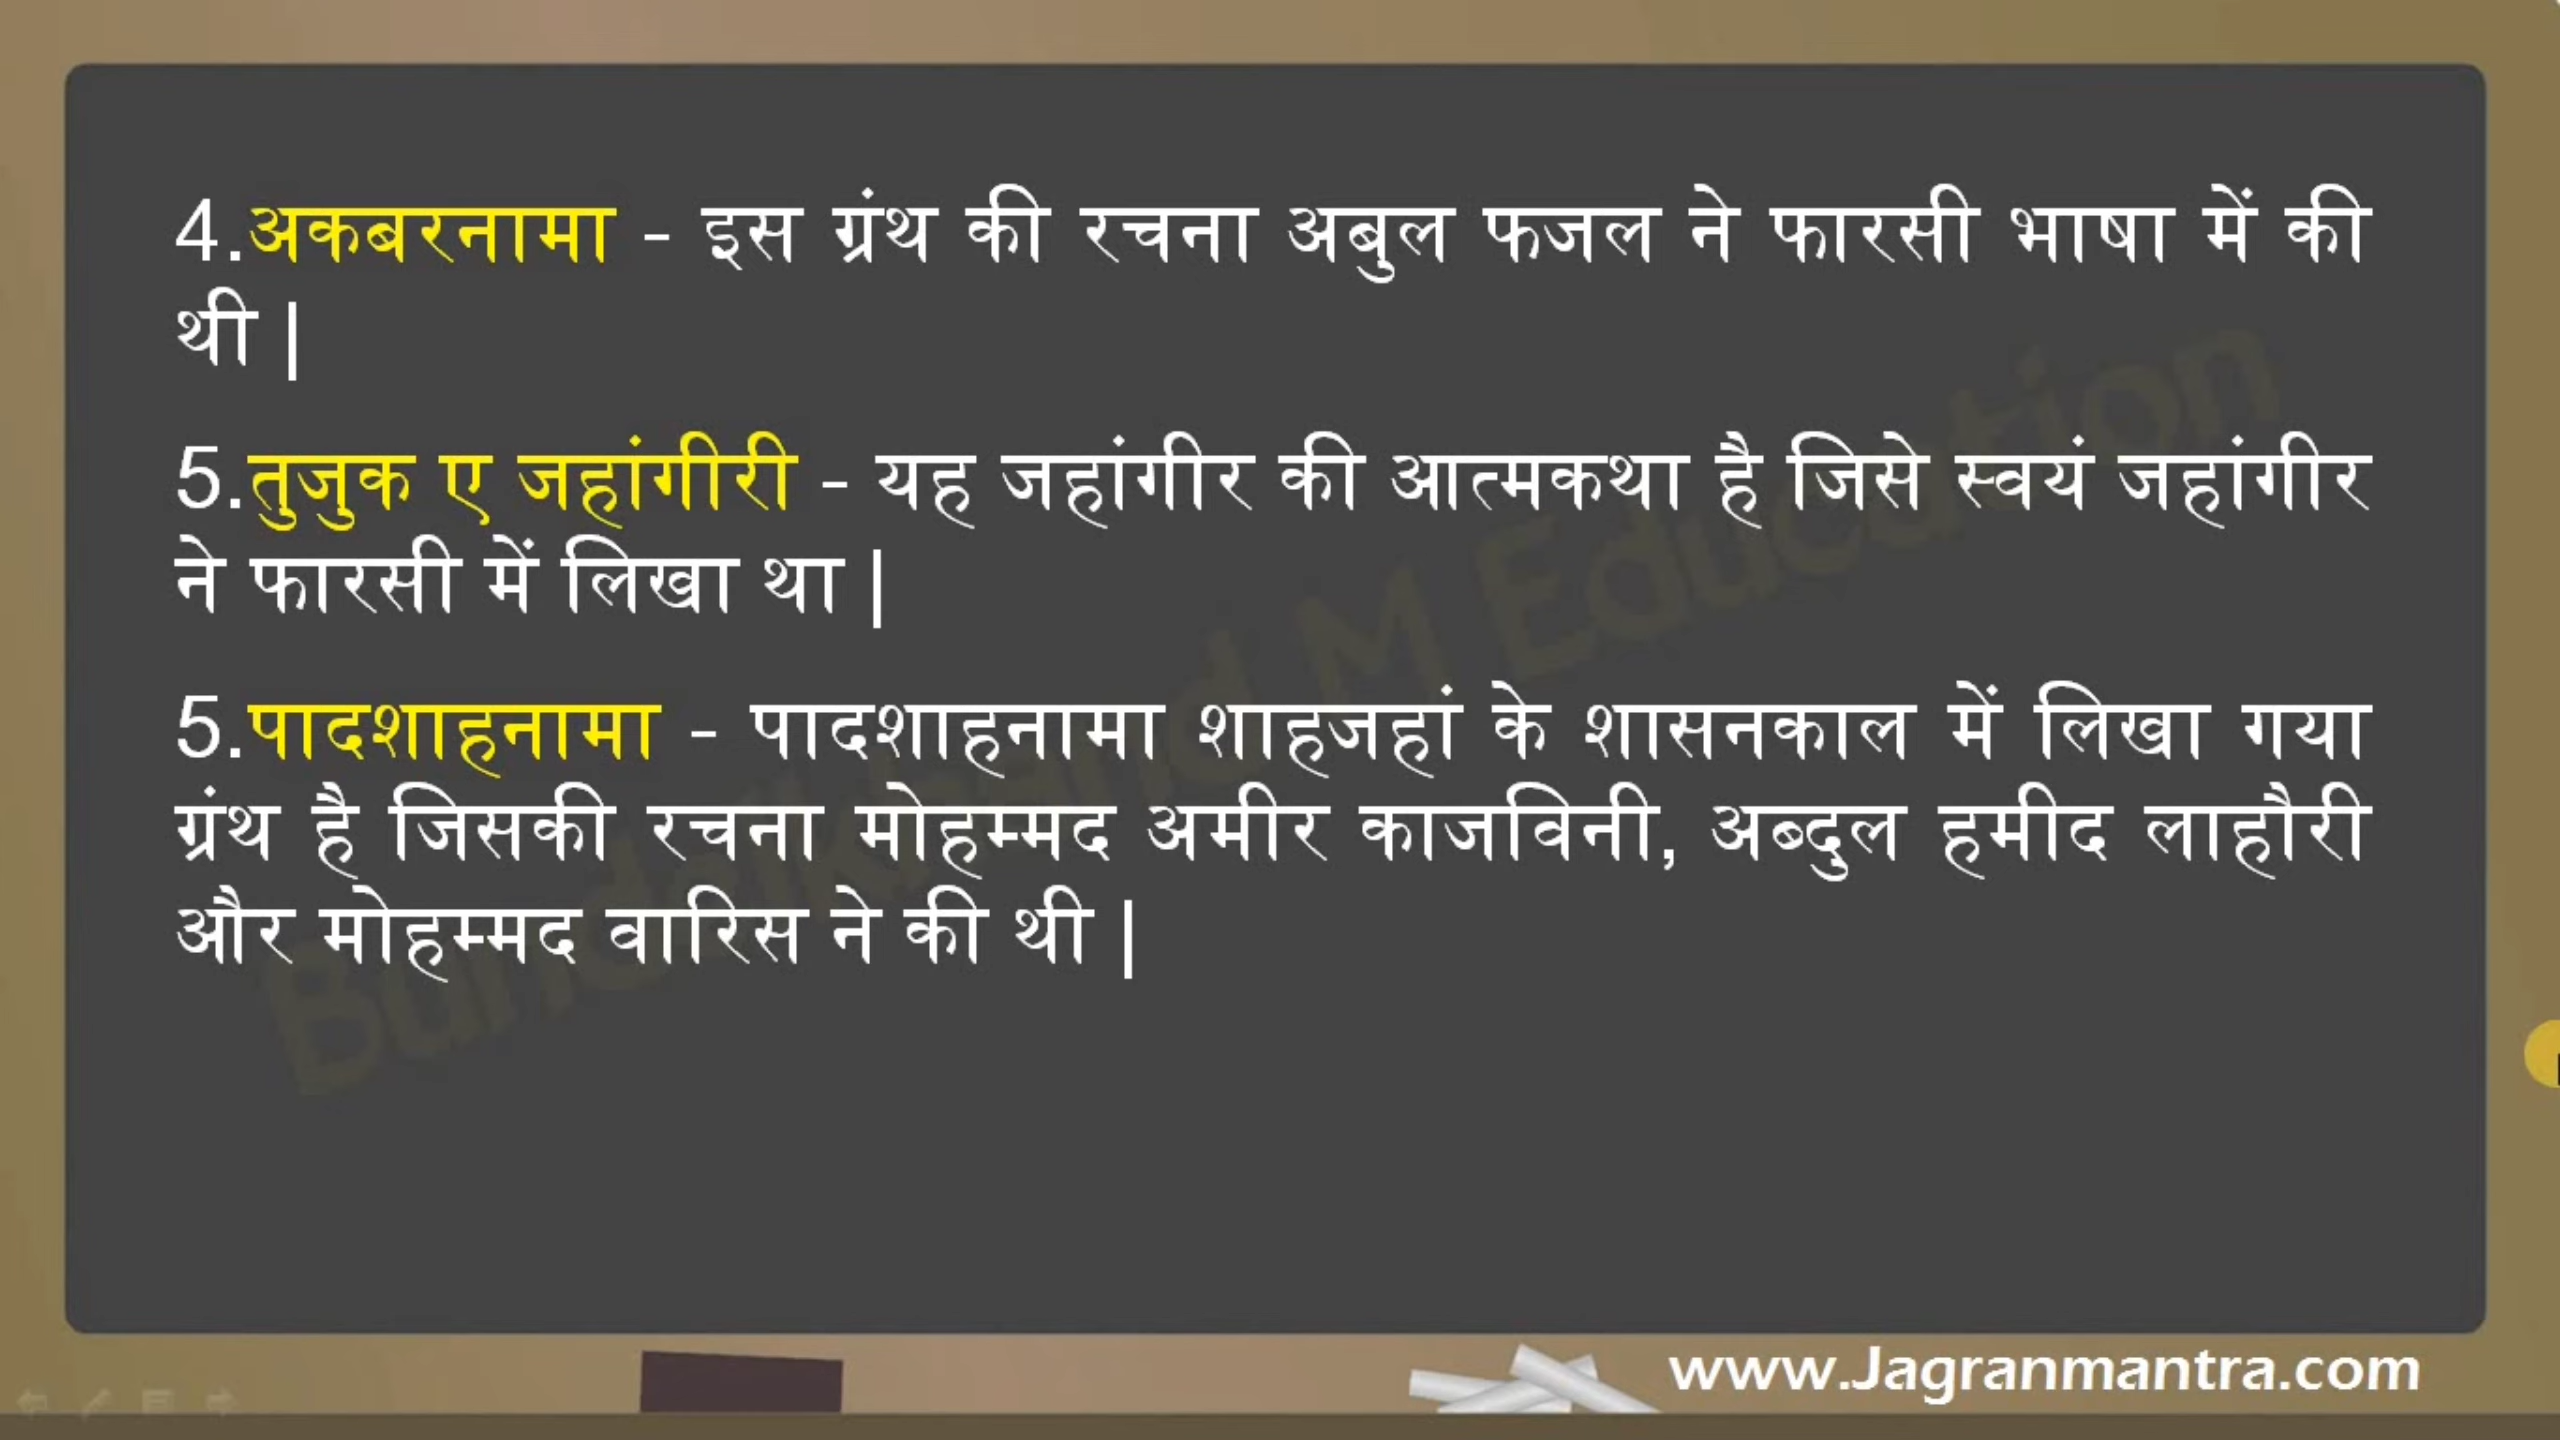 4.अकबरनामा - इस ग्रंथ की रचना अबुल फजल ने फारसी भाषा में की
थी |
5.तुजुक ए जहांगीरी - यह जहांगीर की आत्मकथा है जिसे स्वयं जहांगीर
ने फारसी में लिखा था |
5.पादशाहनामा - पादशाहनामा शाहजहां के शासनकाल में लिखा गया
ग्रंथ है जिसकी रचना मोहम्मद अमीर काजविनी, अब्दुल हमीद लाहौरी
और मोहम्मद वारिस ने की थी |
Bundelkhand M Education
www.Jagranmantra.com